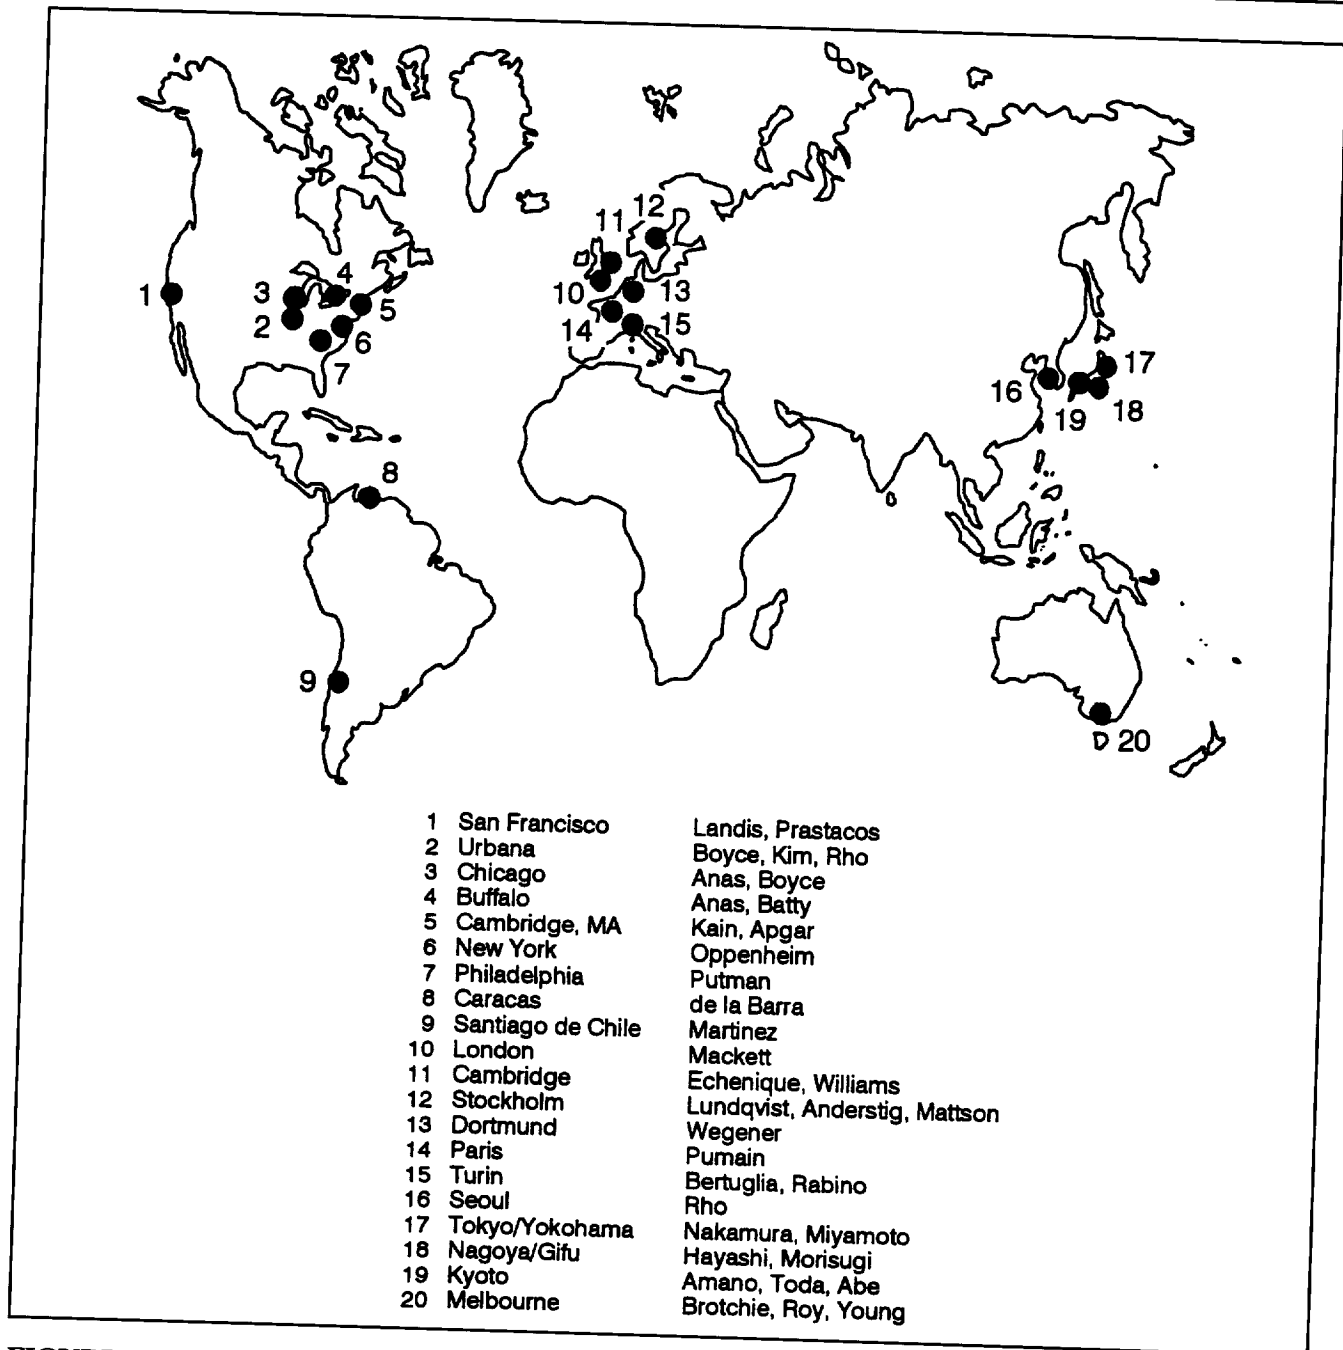 12
11
4
1
3
5
10
13
2
6
14
15
7
17
16
18
19
8
9
20
1 San Francisco Landis, Prastacos
2 Urbana Boyce, Kim, Rho
3 Chicago Anas, Boyce
4 Buffalo Anas, Batty
5 Cambridge, MA Kain, Apgar
6 New York Oppenheim
7 Philadelphia Putman
8 Caracas de la Barra
9 Santiago de Chile Martinez
10 London Mackett
11 Cambridge Echenique, Williams
12 Stockholm Lundqvist, Anderstig, Mattson
13 Dortmund Wegener
14 Paris Pumain
15 Turin Bertuglia, Rabino
16 Seoul Rho
17 Tokyo/Yokohama Nakamura, Miyamoto
18 Nagoya/Gifu Hayashi, Morisugi
19 Kyoto Amano, Toda, Abe
20 Melbourne Brotchie, Roy, Young